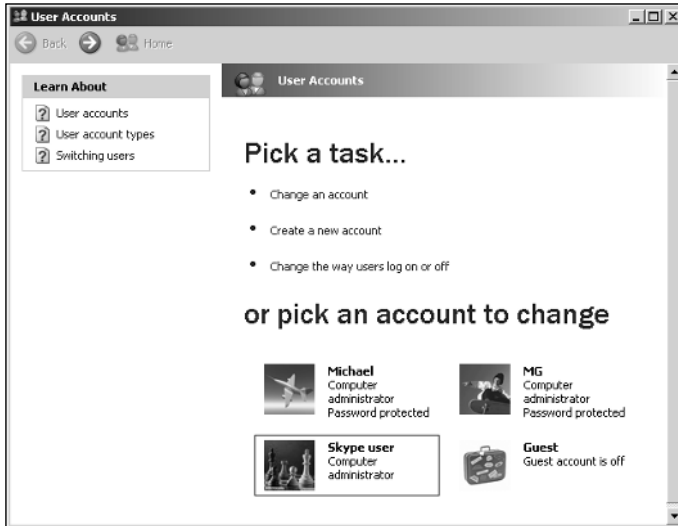 User Accounts
Back Home
Learn About
User accounts
User account types
Switching users
User Accounts
Pick a task...
Change an account
Create a new account
Change the way users log on or off
or pick an account to change
Michael
Computer
administrator
Password protected
MG
Computer
administrator
Password protected
Skype user
Computer
administrator
Guest
Guest account is off